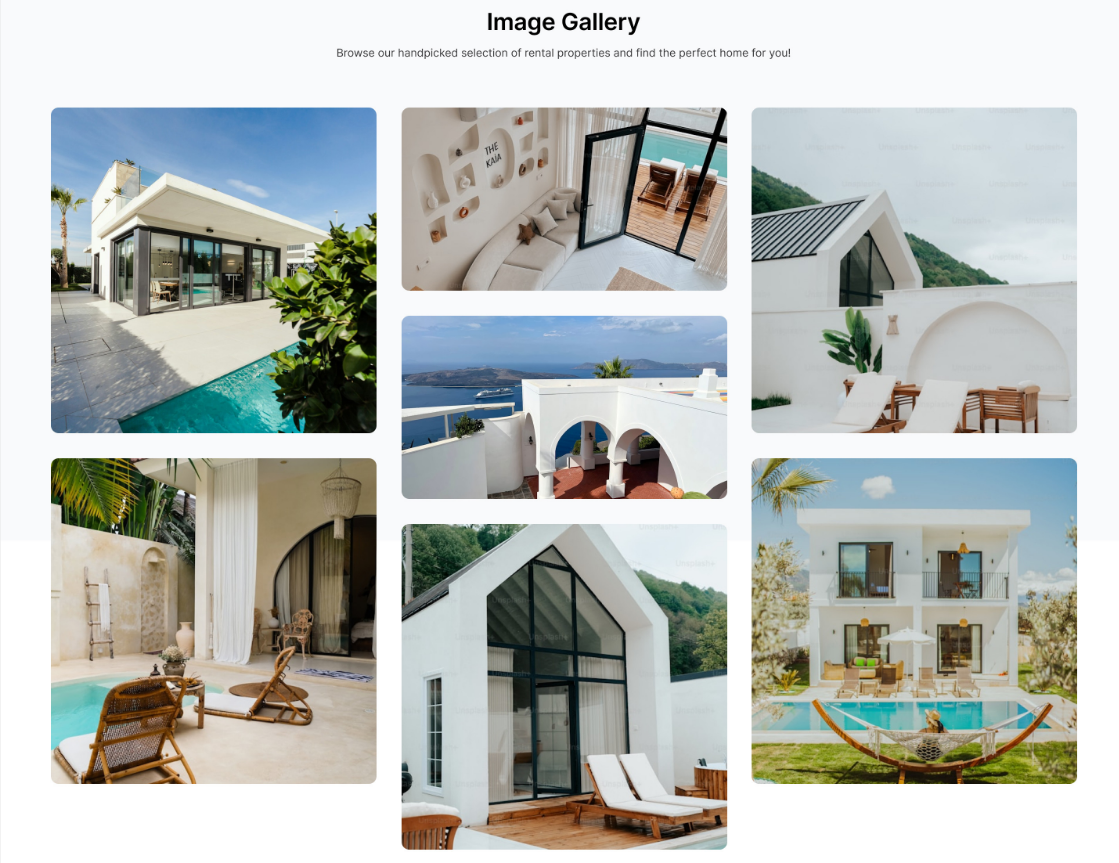 Image Gallery
Browse our handpicked selection of rental properties and find the perfect home for you!
THE
KAIA